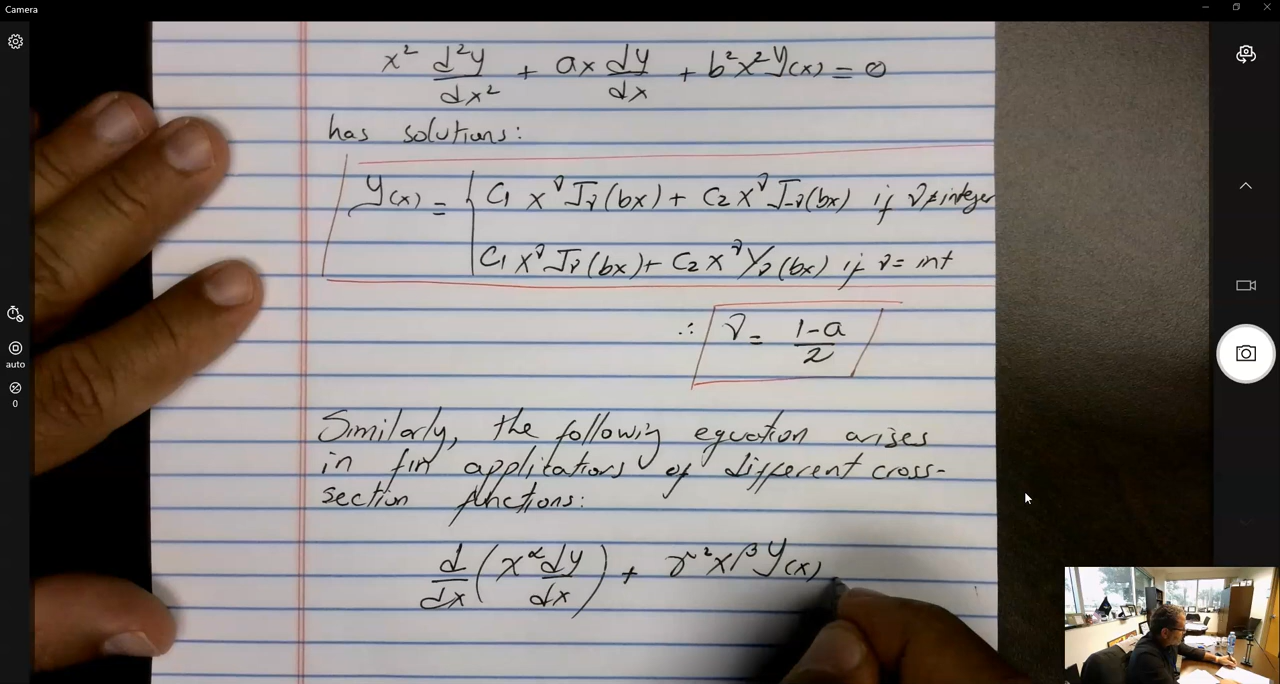 Camera
x² d²y/dx² + ax dy/dx + b²x²y(x) = 0
has solutions:
y(x) = { C₁ x^ν J_ν(bx) + C₂ x^ν J_-ν(bx) if ν ≠ integer
C₁ x^ν J_ν(bx) + C₂ x^ν Y_ν(bx) if ν = int
∴ ν = (1-a)/2
Similarly, the following equation arises
in fin applications of different cross-
section functions:
d/dx (x^α dy/dx) + γ²x^β y(x)
auto
0